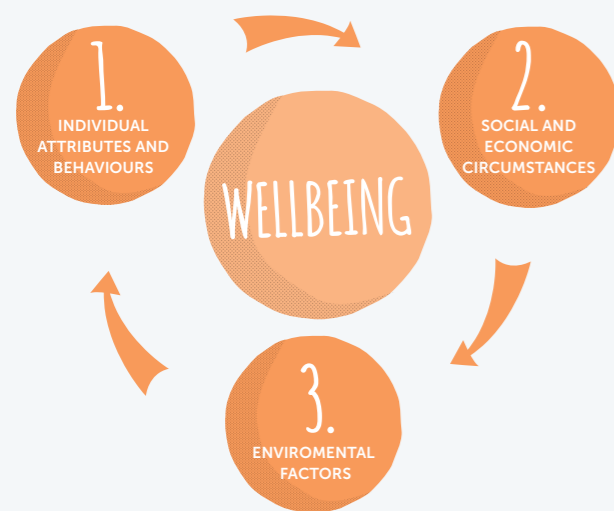 1.
INDIVIDUAL
ATTRIBUTES AND
BEHAVIOURS
2.
SOCIAL AND
ECONOMIC
CIRCUMSTANCES
WELLBEING
3.
ENVIROMENTAL
FACTORS